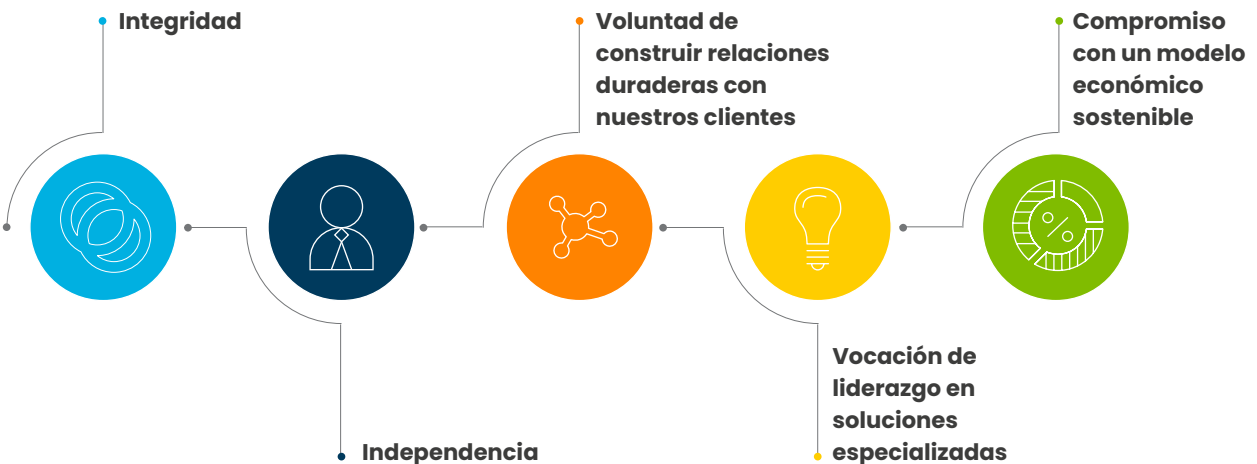 Integridad
Independencia
Voluntad de
construir relaciones
duraderas con
nuestros clientes
Vocación de
liderazgo en
soluciones
especializadas
Compromiso
con un modelo
económico
sostenible
%